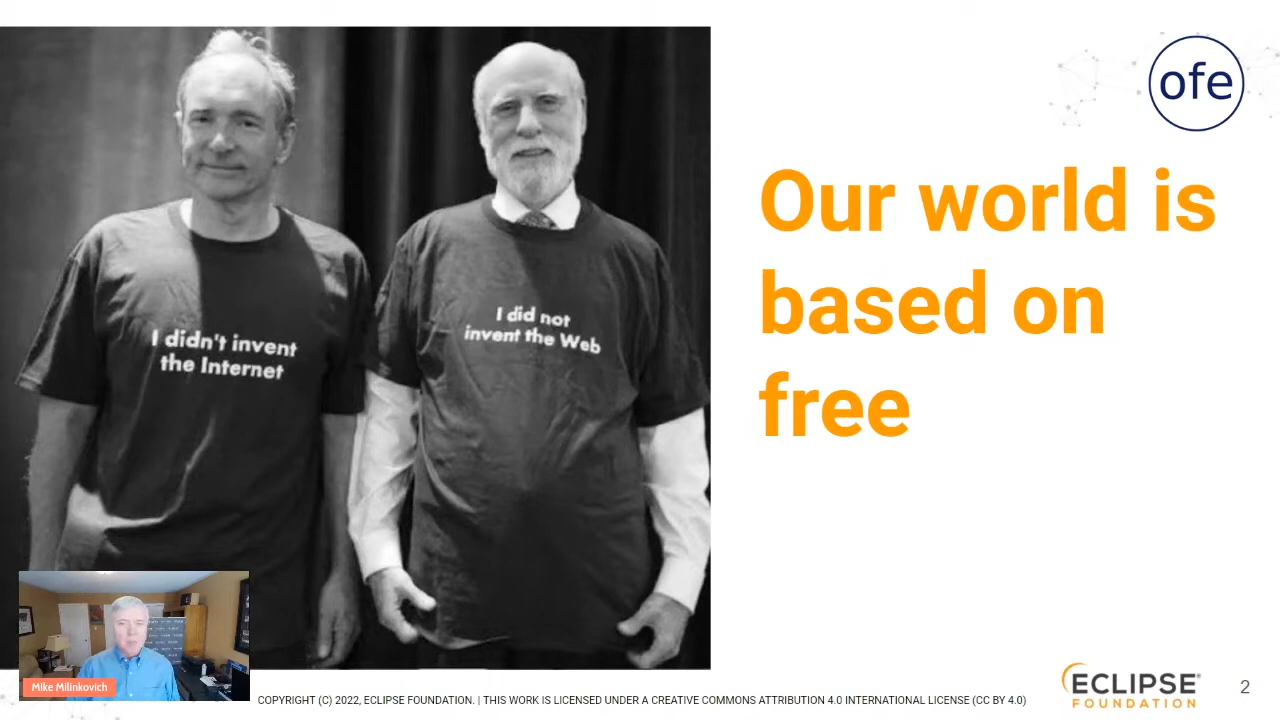 ofe
Our world is
based on
free
I didn't invent
the Internet
I did not
invent the Web
Mike Milinkovich
COPYRIGHT (C) 2022, ECLIPSE FOUNDATION. | THIS WORK IS LICENSED UNDER A CREATIVE COMMONS ATTRIBUTION 4.0 INTERNATIONAL LICENSE (CC BY 4.0)
ECLIPSE®
FOUNDATION
2